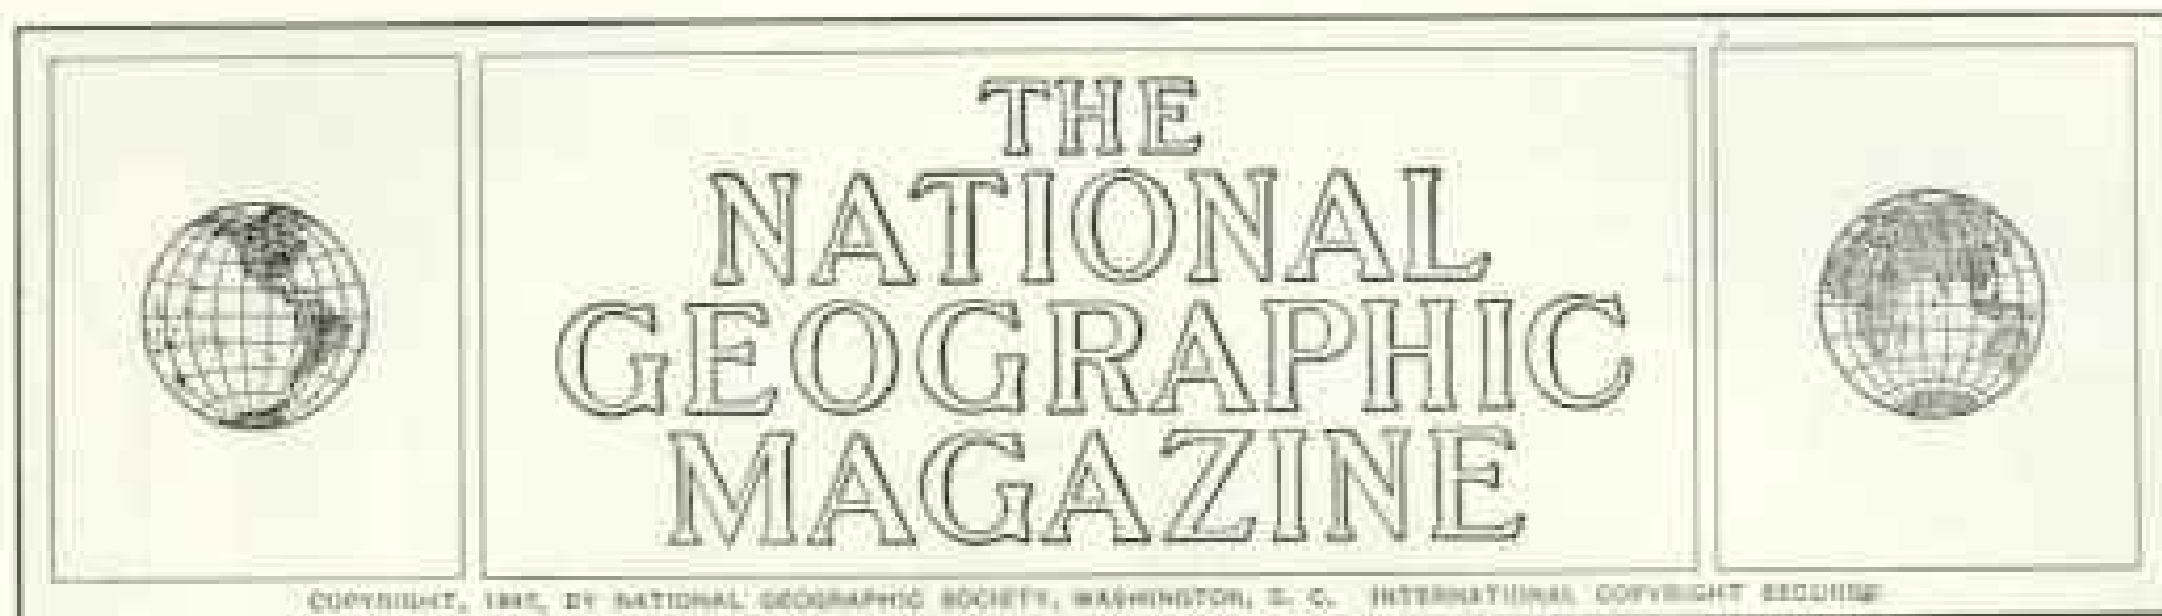 THE
NATIONAL
GEOGRAPHIC
MAGAZINE
COPYRIGHT, BY NATIONAL GEOGRAPHIC SOCIETY, WASHINGTON, D. C. INTERNATIONAL COPYRIGHT SECURED